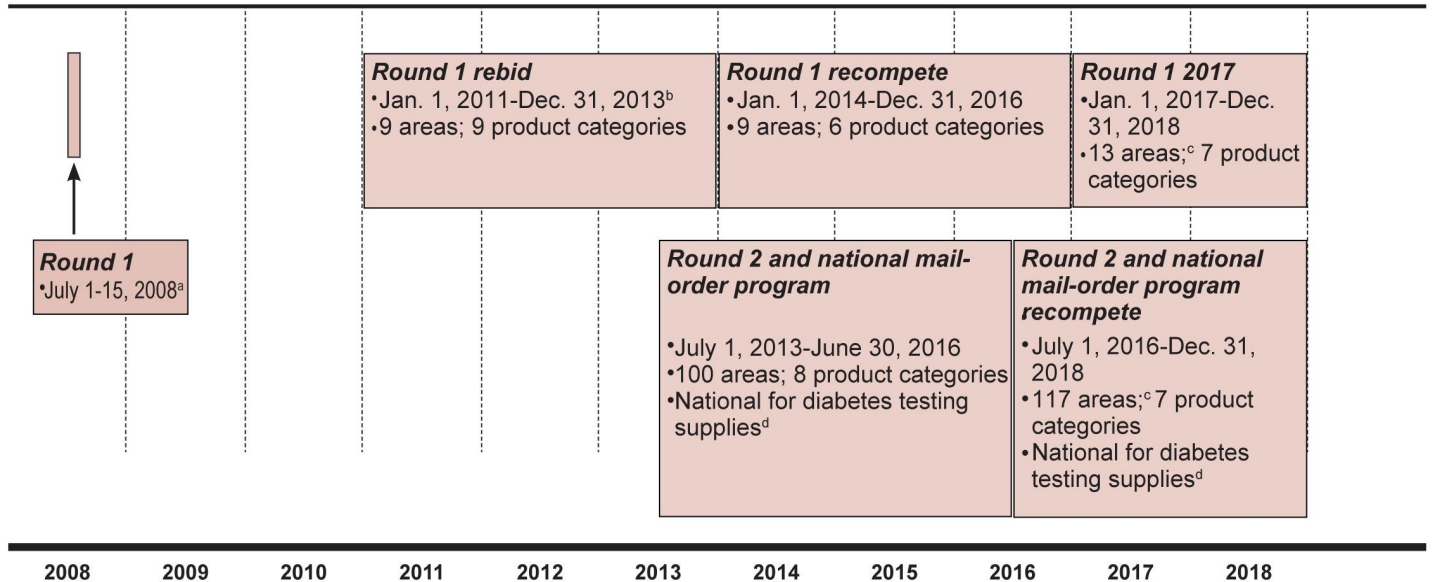 Round 1
•July 1-15, 2008ᵃ
Round 1 rebid
•Jan. 1, 2011-Dec. 31, 2013ᵇ
•9 areas; 9 product categories
Round 1 recompete
•Jan. 1, 2014-Dec. 31, 2016
•9 areas; 6 product categories
Round 1 2017
•Jan. 1, 2017-Dec.
31, 2018
•13 areas;ᶜ 7 product
categories
Round 2 and national mail-
order program
•July 1, 2013-June 30, 2016
•100 areas; 8 product categories
•National for diabetes testing
suppliesᵈ
Round 2 and national
mail-order program
recompete
•July 1, 2016-Dec. 31,
2018
•117 areas;ᶜ 7 product
categories
•National for diabetes
testing suppliesᵈ
2008 2009 2010 2011 2012 2013 2014 2015 2016 2017 2018